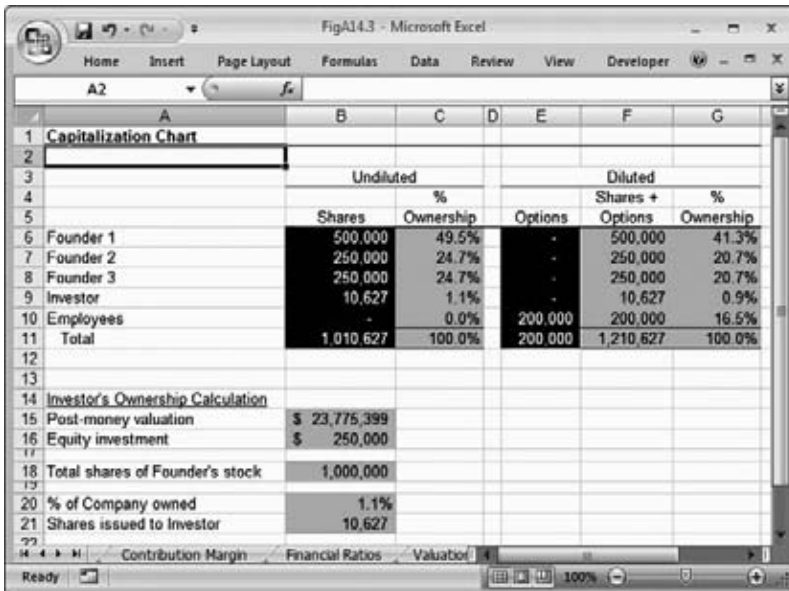 FigA14.3 - Microsoft Excel
Home Insert Page Layout Formulas Data Review View Developer
A2 fx
A B C D E F G
1 Capitalization Chart
2
3 Undiluted Diluted
4 % Shares + %
5 Shares Ownership Options Options Ownership
6 Founder 1 500,000 49.5% - 500,000 41.3%
7 Founder 2 250,000 24.7% - 250,000 20.7%
8 Founder 3 250,000 24.7% - 250,000 20.7%
9 Investor 10,627 1.1% - 10,627 0.9%
10 Employees - 0.0% 200,000 200,000 16.5%
11 Total 1,010,627 100.0% 200,000 1,210,627 100.0%
12
13
14 Investor's Ownership Calculation
15 Post-money valuation $ 23,775,399
16 Equity investment $ 250,000
17
18 Total shares of Founder's stock 1,000,000
19
20 % of Company owned 1.1%
21 Shares issued to Investor 10,627
22
Contribution Margin Financial Ratios Valuation
Ready 100%